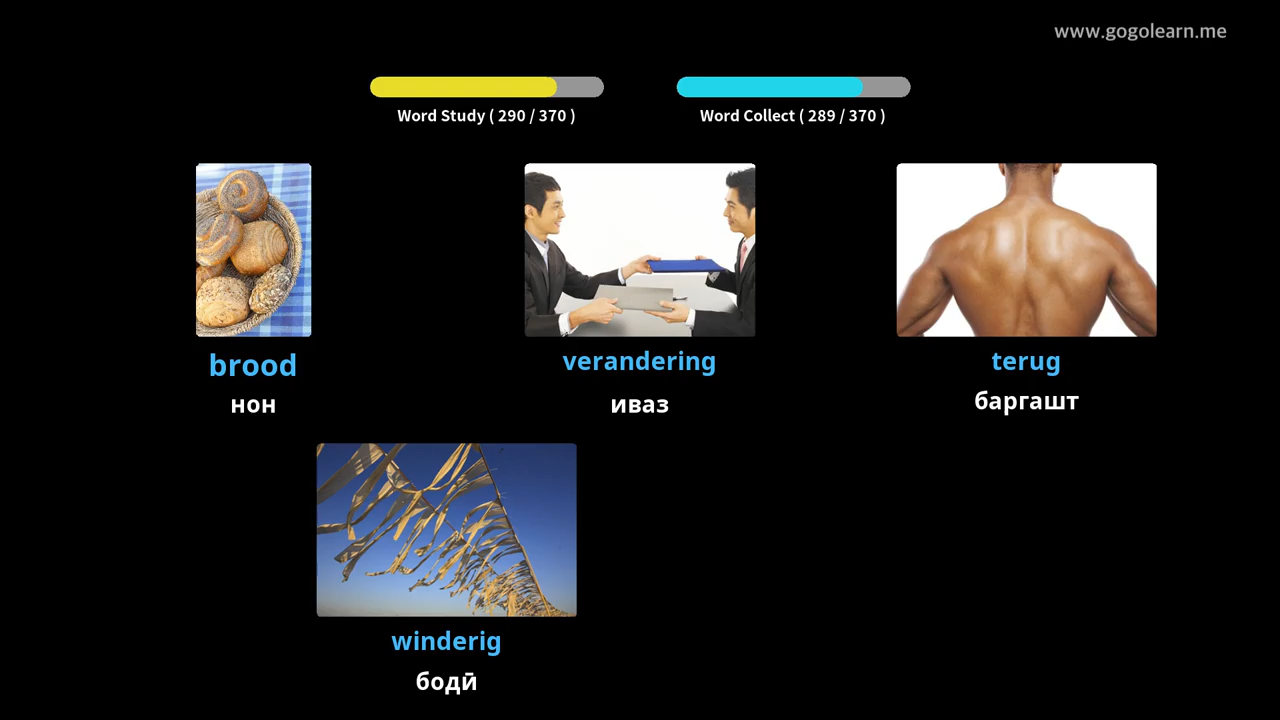 www.gogolearn.me
Word Study ( 290 / 370 )
Word Collect ( 289 / 370 )
brood
нон
verandering
иваз
terug
баргашт
winderig
бодӣ